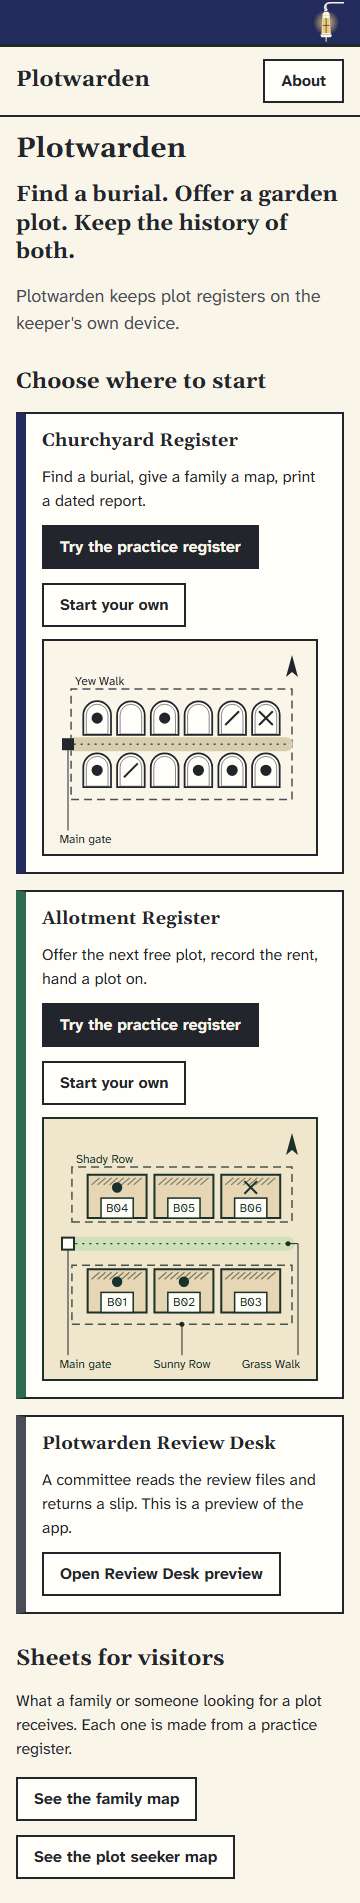 Plotwarden
About
Plotwarden
Find a burial. Offer a garden
plot. Keep the history of
both.
Plotwarden keeps plot registers on the
keeper's own device.
Choose where to start
Churchyard Register
Find a burial, give a family a map, print
a dated report.
Try the practice register
Start your own
Yew Walk
Main gate
Allotment Register
Offer the next free plot, record the rent,
hand a plot on.
Try the practice register
Start your own
Shady Row
B04 B05 B06
B01 B02 B03
Main gate Sunny Row Grass Walk
Plotwarden Review Desk
A committee reads the review files and
returns a slip. This is a preview of the
app.
Open Review Desk preview
Sheets for visitors
What a family or someone looking for a plot
receives. Each one is made from a practice
register.
See the family map
See the plot seeker map